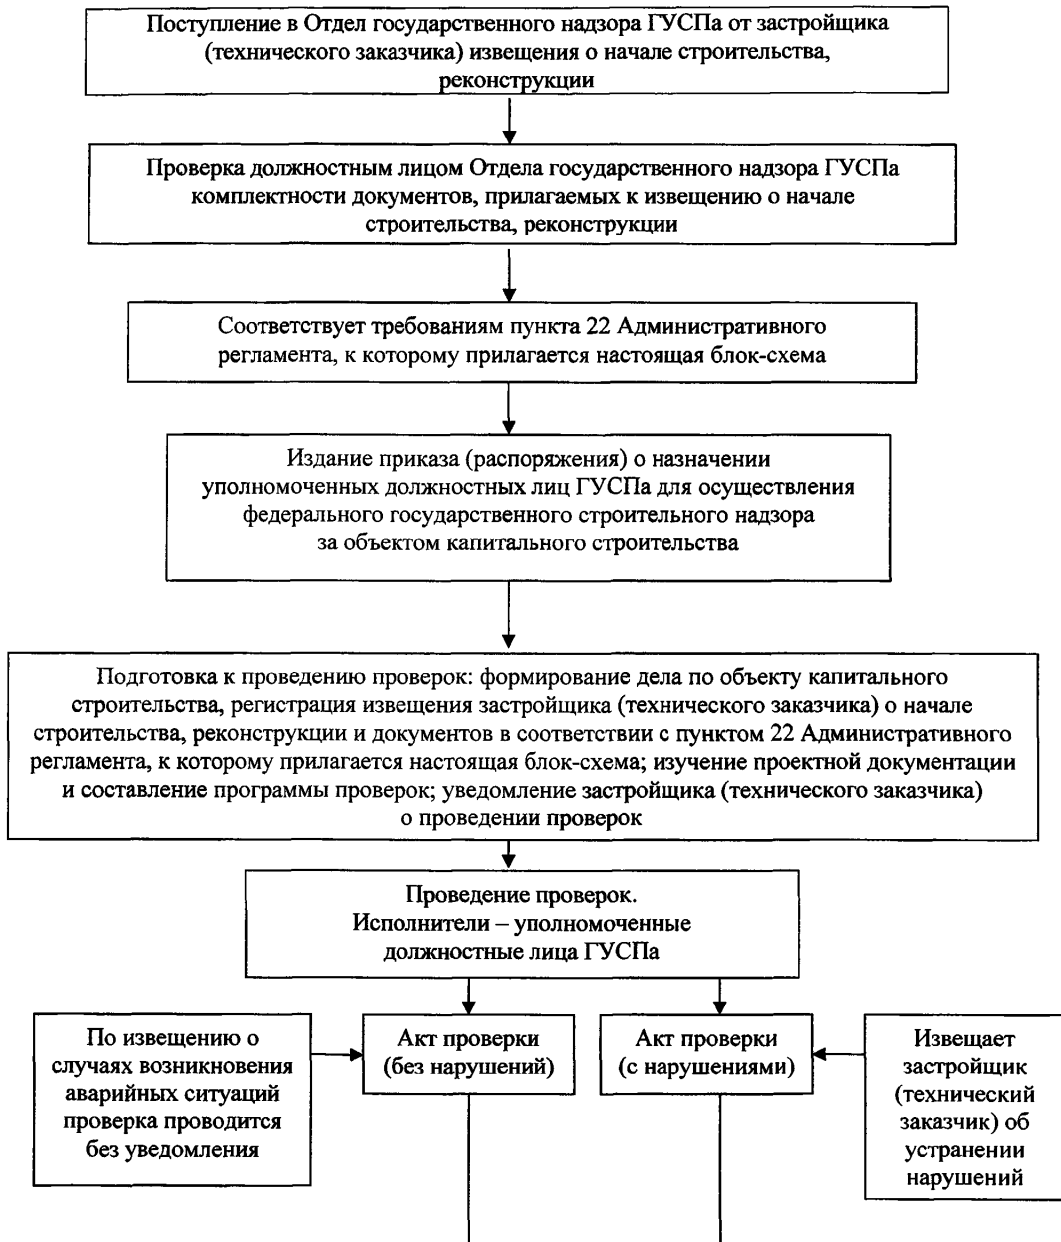 Поступление в Отдел государственного надзора ГУСПа от застройщика
(технического заказчика) извещения о начале строительства,
реконструкции
Проверка должностным лицом Отдела государственного надзора ГУСПа
комплектности документов, прилагаемых к извещению о начале
строительства, реконструкции
Соответствует требованиям пункта 22 Административного
регламента, к которому прилагается настоящая блок-схема
Издание приказа (распоряжения) о назначении
уполномоченных должностных лиц ГУСПа для осуществления
федерального государственного строительного надзора
за объектом капитального строительства
Подготовка к проведению проверок: формирование дела по объекту капитального
строительства, регистрация извещения застройщика (технического заказчика) о начале
строительства, реконструкции и документов в соответствии с пунктом 22 Административного
регламента, к которому прилагается настоящая блок-схема; изучение проектной документации
и составление программы проверок; уведомление застройщика (технического заказчика)
о проведении проверок
Проведение проверок.
Исполнители – уполномоченные
должностные лица ГУСПа
По извещению о
случаях возникновения
аварийных ситуаций
проверка проводится
без уведомления
Акт проверки
(без нарушений)
Акт проверки
(с нарушениями)
Извещает
застройщик
(технический
заказчик) об
устранении
нарушений